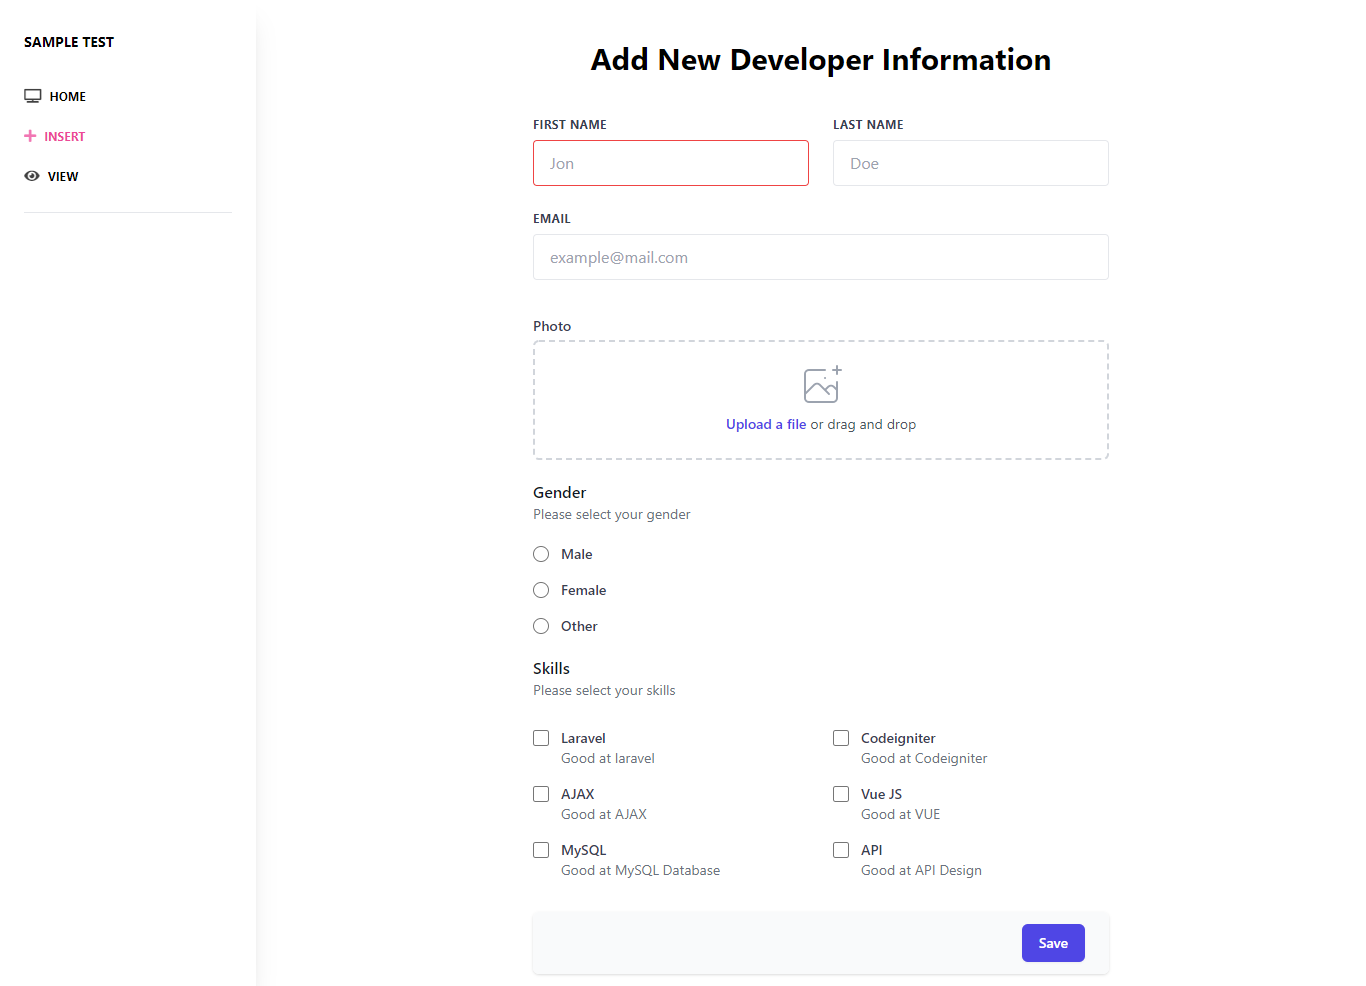 SAMPLE TEST
HOME
INSERT
VIEW
Add New Developer Information
FIRST NAME
LAST NAME
Jon
Doe
EMAIL
example@mail.com
Photo
Upload a file or drag and drop
Gender
Please select your gender
Male
Female
Other
Skills
Please select your skills
Laravel
Good at laravel
Codeigniter
Good at Codeigniter
AJAX
Good at AJAX
Vue JS
Good at VUE
MySQL
Good at MySQL Database
API
Good at API Design
Save